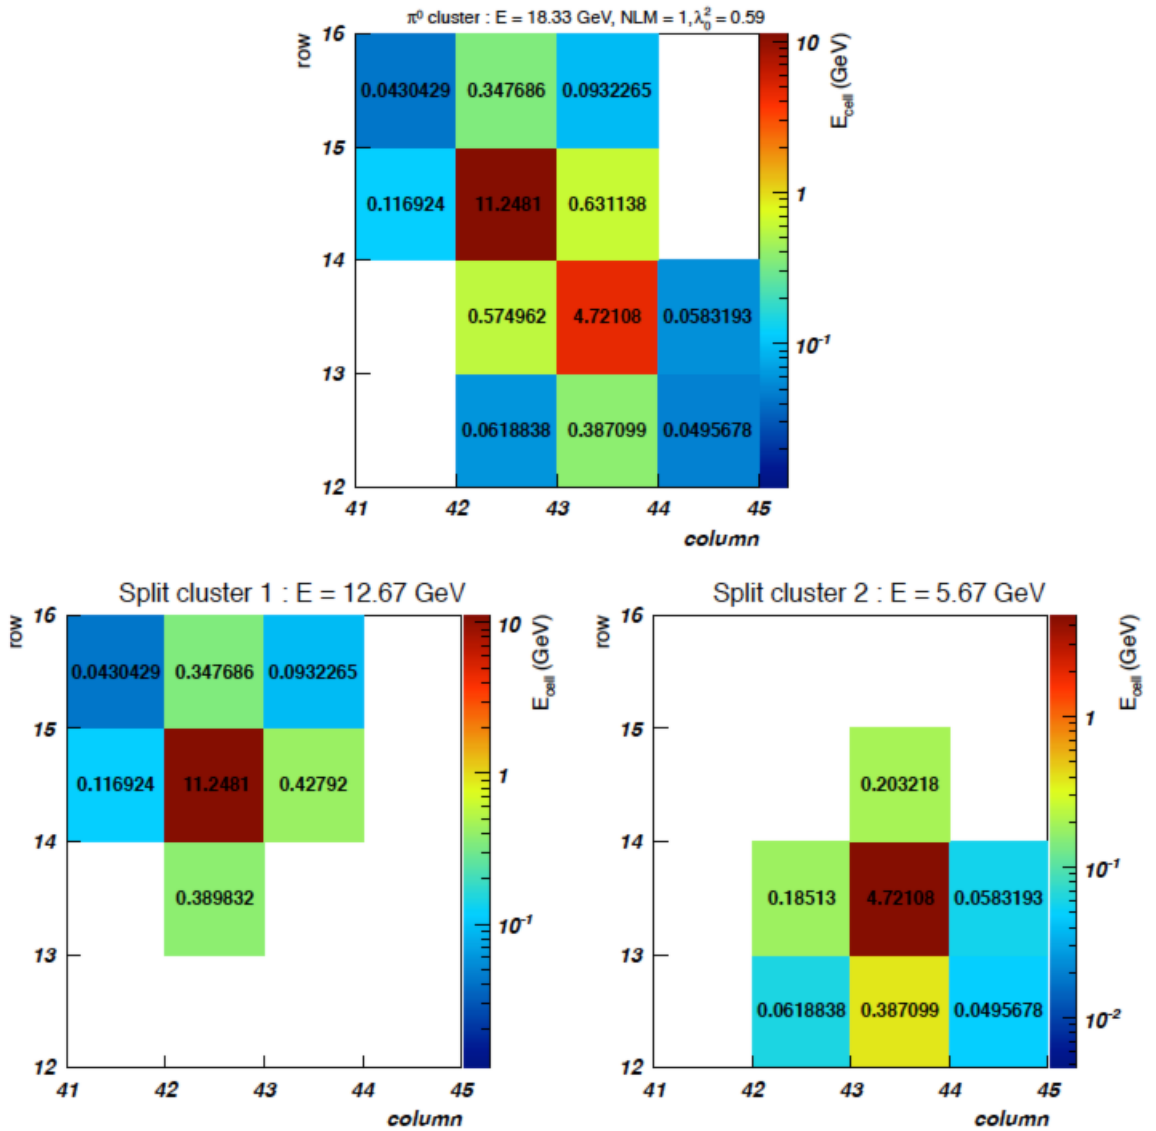 π⁰ cluster : E = 18.33 GeV, NLM = 1,λ₀² = 0.59
row
16
15
14
13
12
0.0430429 0.347686 0.0932265
0.116924 11.2481 0.631138
0.574962 4.72108 0.0583193
0.0618838 0.387099 0.0495678
41 42 43 44 45
column
10
1
10⁻¹
E_cell (GeV)
Split cluster 1 : E = 12.67 GeV
row
16
15
14
13
12
0.0430429 0.347686 0.0932265
0.116924 11.2481 0.42792
0.389832
41 42 43 44 45
column
10
1
10⁻¹
E_cell (GeV)
Split cluster 2 : E = 5.67 GeV
row
16
15
14
13
12
0.203218
0.18513 4.72108 0.0583193
0.0618838 0.387099 0.0495678
41 42 43 44 45
column
1
10⁻¹
10⁻²
E_cell (GeV)